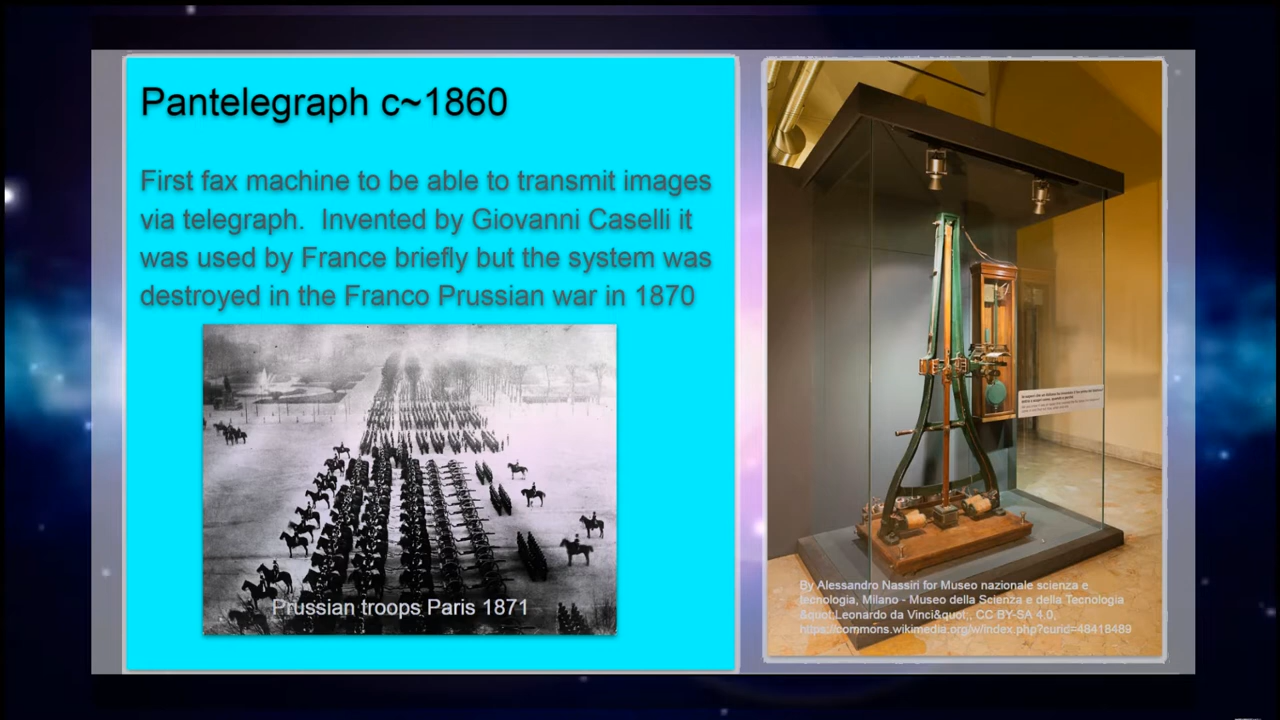 Pantelegraph c~1860
First fax machine to be able to transmit images
via telegraph.  Invented by Giovanni Caselli it
was used by France briefly but the system was
destroyed in the Franco Prussian war in 1870
Prussian troops Paris 1871
By Alessandro Nassiri for Museo nazionale scienza e
tecnologia, Milano - Museo della Scienza e della Tecnologia
&quot;Leonardo da Vinci&quot;, CC BY-SA 4.0,
https://commons.wikimedia.org/w/index.php?curid=48418489